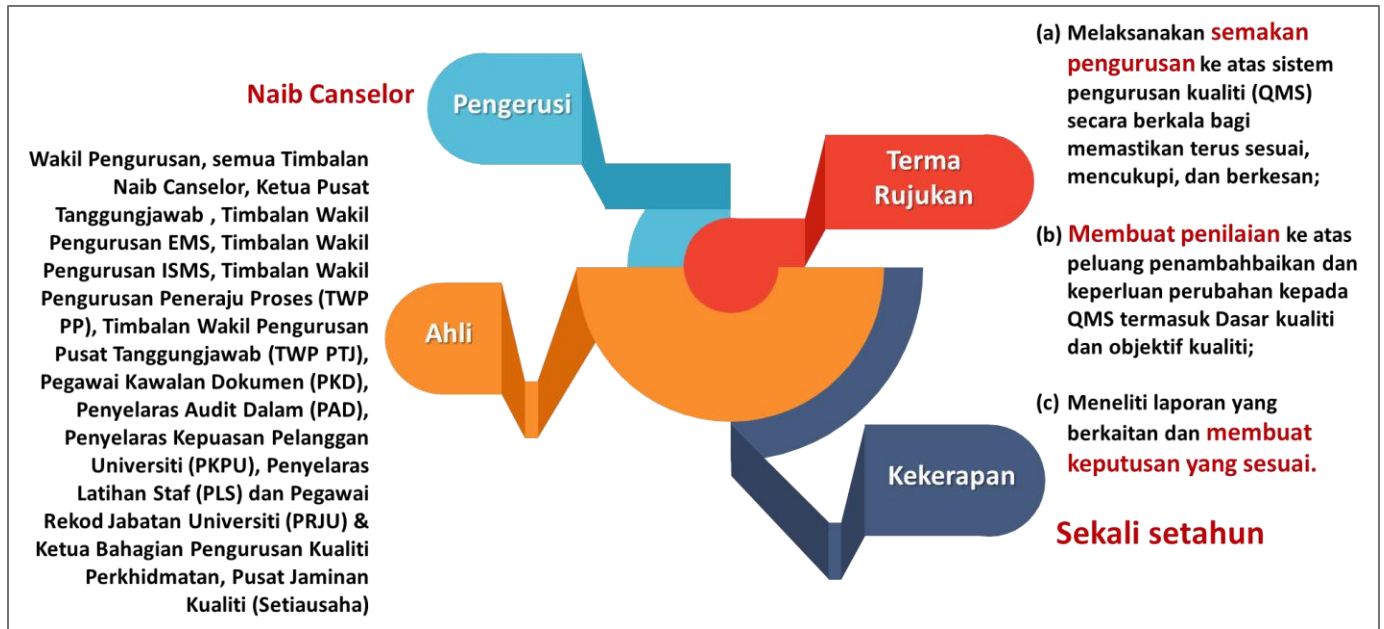 Naib Canselor
Pengerusi
Wakil Pengurusan, semua Timbalan
Naib Canselor, Ketua Pusat
Tanggungjawab , Timbalan Wakil
Pengurusan EMS, Timbalan Wakil
Pengurusan ISMS, Timbalan Wakil
Pengurusan Peneraju Proses (TWP
PP), Timbalan Wakil Pengurusan
Pusat Tanggungjawab (TWP PTJ),
Pegawai Kawalan Dokumen (PKD),
Penyelaras Audit Dalam (PAD),
Penyelaras Kepuasan Pelanggan
Universiti (PKPU), Penyelaras
Latihan Staf (PLS) dan Pegawai
Rekod Jabatan Universiti (PRJU) &
Ketua Bahagian Pengurusan Kualiti
Perkhidmatan, Pusat Jaminan
Kualiti (Setiausaha)
Ahli
Terma
Rujukan
(a) Melaksanakan semakan
pengurusan ke atas sistem
pengurusan kualiti (QMS)
secara berkala bagi
memastikan terus sesuai,
mencukupi, dan berkesan;
(b) Membuat penilaian ke atas
peluang penambahbaikan dan
keperluan perubahan kepada
QMS termasuk Dasar kualiti
dan objektif kualiti;
(c) Meneliti laporan yang
berkaitan dan membuat
keputusan yang sesuai.
Kekerapan
Sekali setahun